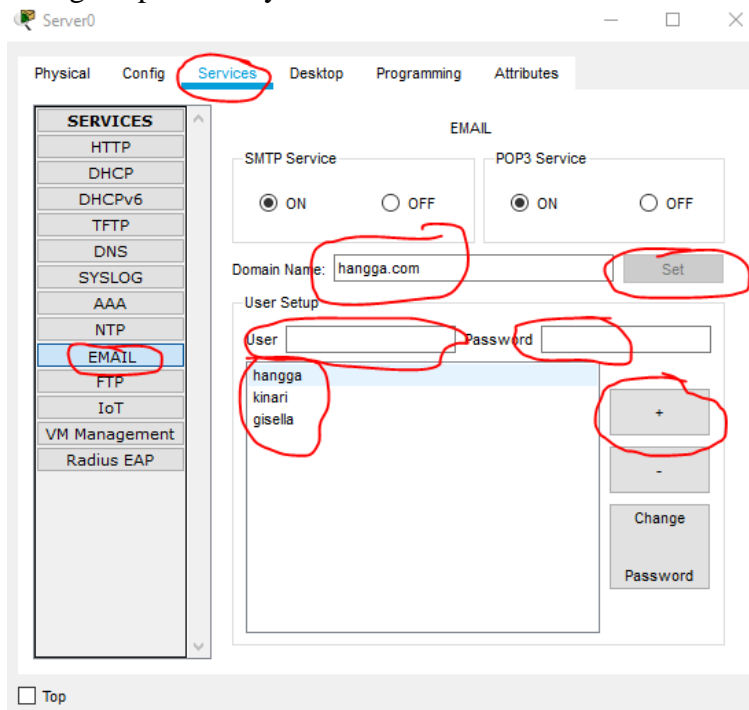 Server0
Physical Config Services Desktop Programming Attributes
SERVICES
HTTP
DHCP
DHCPv6
TFTP
DNS
SYSLOG
AAA
NTP
EMAIL
FTP
IoT
VM Management
Radius EAP
EMAIL
SMTP Service
ON OFF
POP3 Service
ON OFF
Domain Name: hangga.com Set
User Setup
User Password
hangga
kinari
gisella
+
-
Change
Password
Top